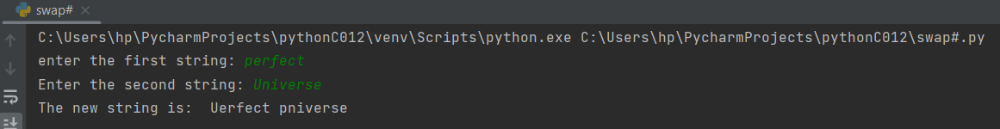 swap#
C:\Users\hp\PycharmProjects\pythonC012\venv\Scripts\python.exe C:\Users\hp\PycharmProjects\pythonC012\swap#.py
enter the first string: perfect
Enter the second string: Universe
The new string is:  Uerfect pniverse